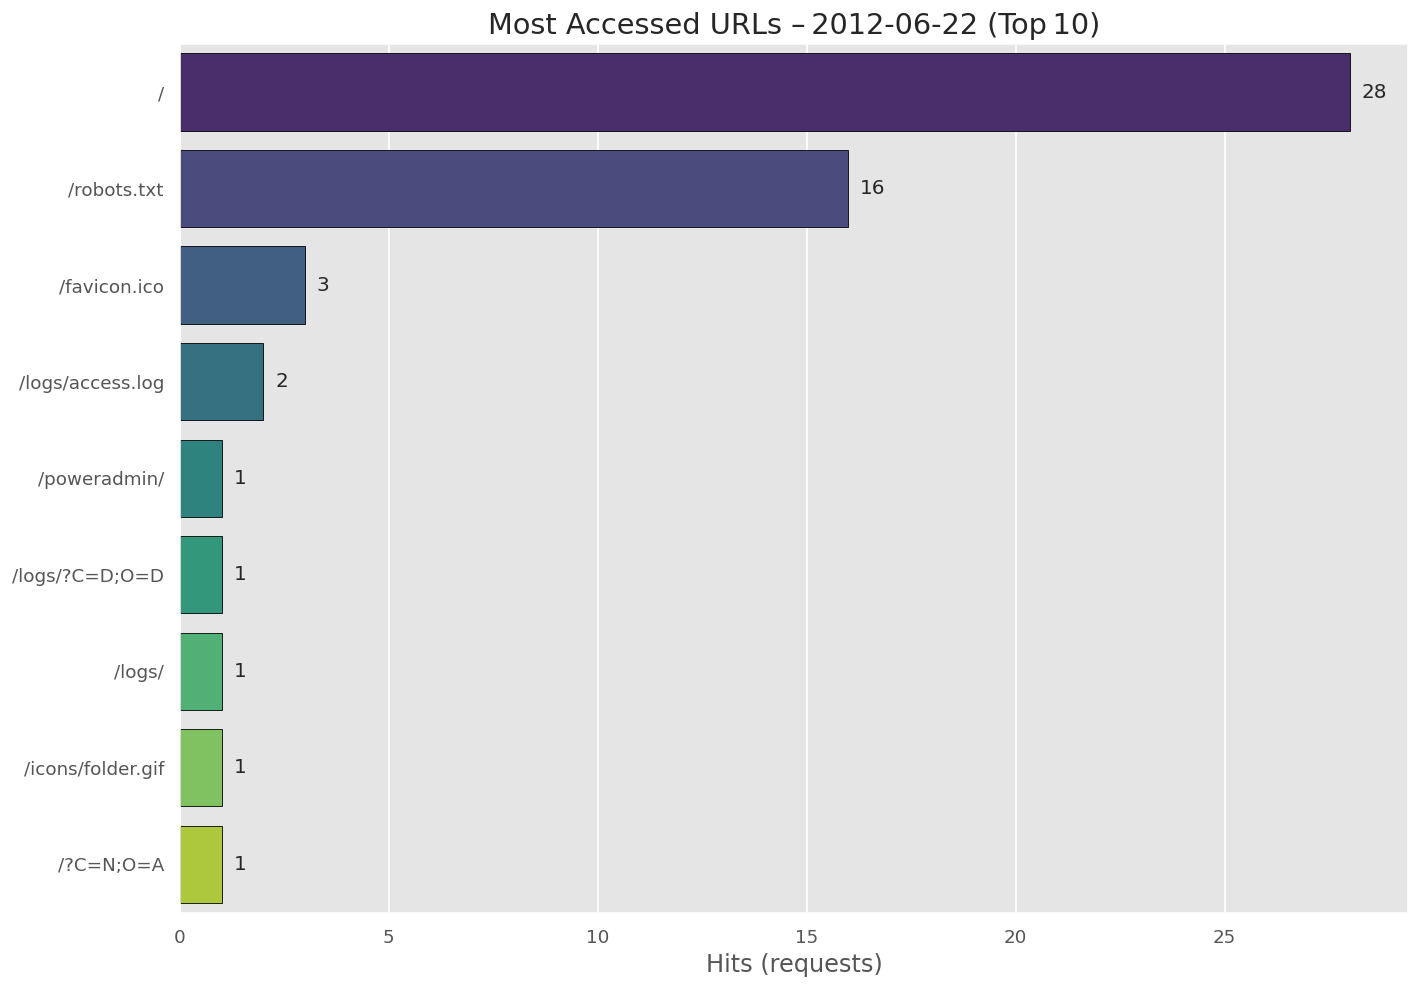 Most Accessed URLs – 2012-06-22 (Top 10)
/ 28
/robots.txt 16
/favicon.ico 3
/logs/access.log 2
/poweradmin/ 1
/logs/?C=D;O=D 1
/logs/ 1
/icons/folder.gif 1
/?C=N;O=A 1
0 5 10 15 20 25
Hits (requests)